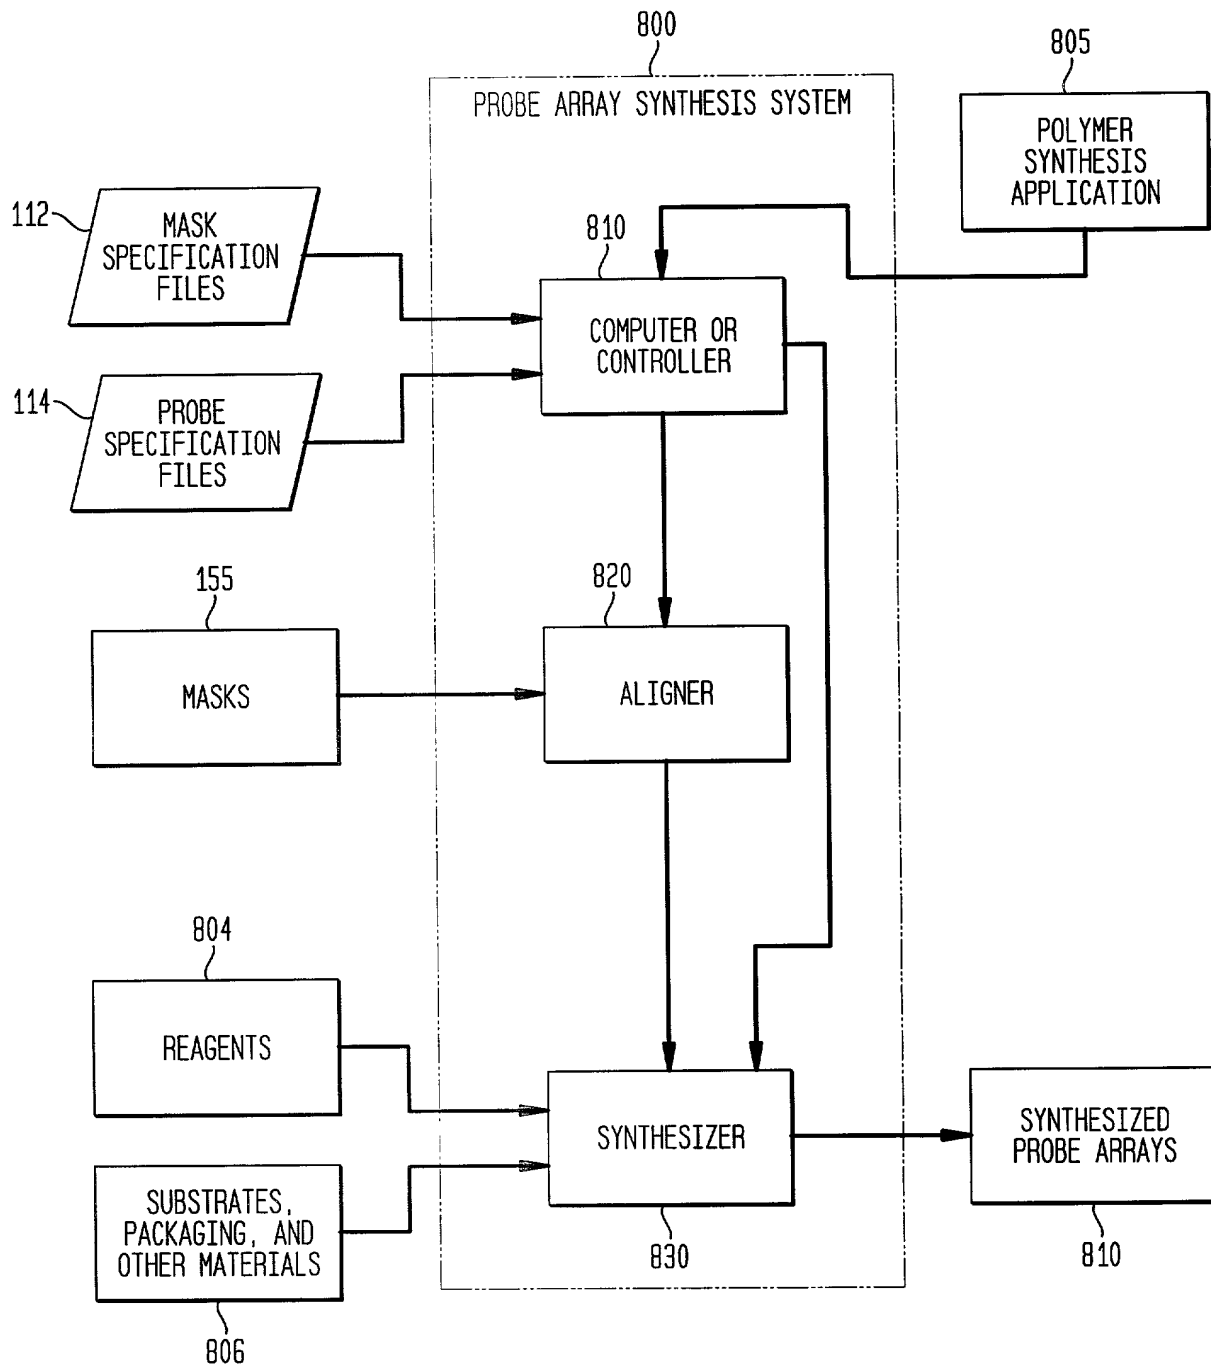 800
805
PROBE ARRAY SYNTHESIS SYSTEM
POLYMER
SYNTHESIS
APPLICATION
112
MASK
SPECIFICATION
FILES
810
COMPUTER OR
CONTROLLER
114
PROBE
SPECIFICATION
FILES
155
MASKS
820
ALIGNER
804
REAGENTS
SYNTHESIZER
830
SYNTHESIZED
PROBE ARRAYS
810
SUBSTRATES,
PACKAGING, AND
OTHER MATERIALS
806